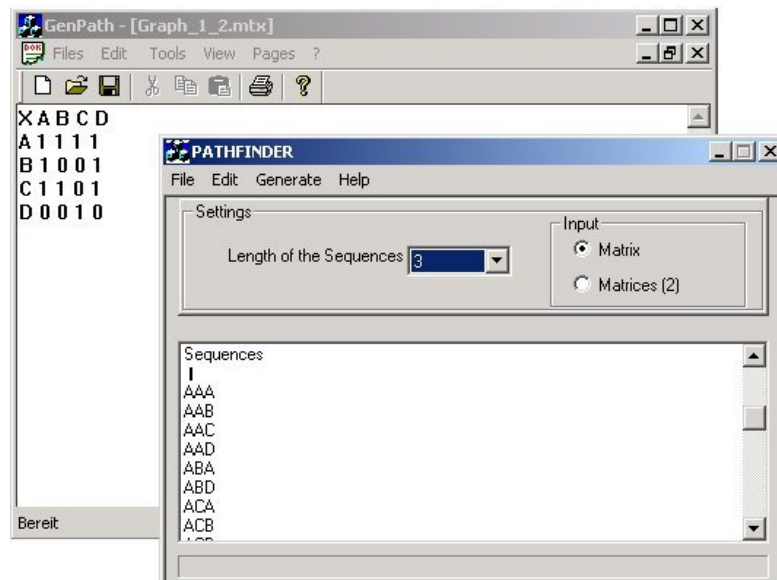 GenPath - [Graph_1_2.mtx]
Files Edit Tools View Pages ?
X A B C D
A 1 1 1 1
B 1 0 0 1
C 1 1 0 1
D 0 0 1 0
Bereit
PATHFINDER
File Edit Generate Help
Settings
Length of the Sequences 3
Input
Matrix
Matrices (2)
Sequences
I
AAA
AAB
AAC
AAD
ABA
ABD
ACA
ACB